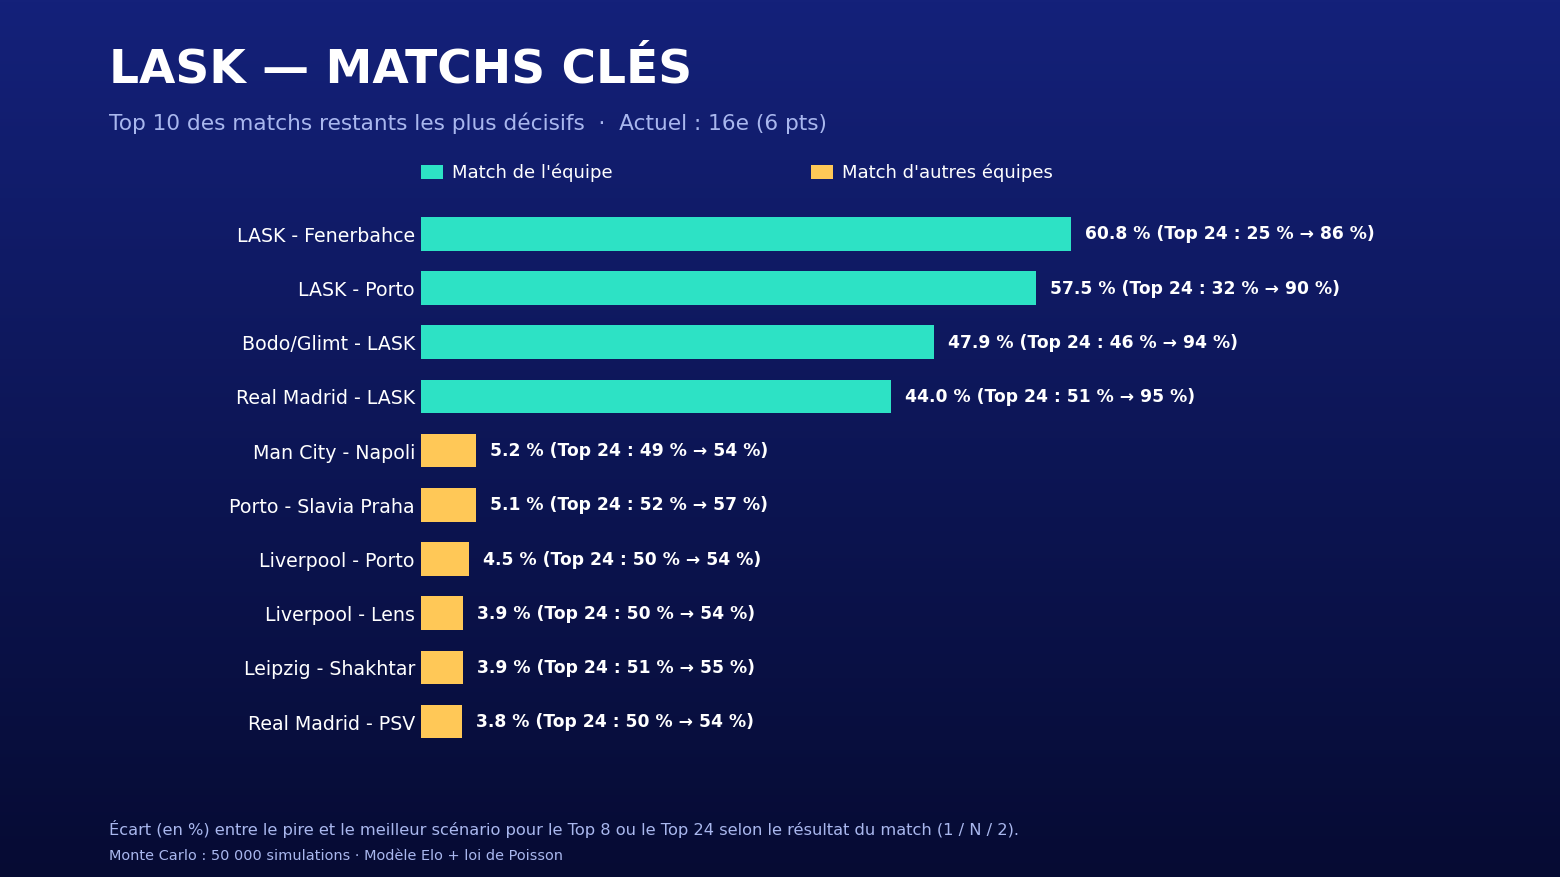 LASK — MATCHS CLÉS
Top 10 des matchs restants les plus décisifs · Actuel : 16e (6 pts)
Match de l'équipe
Match d'autres équipes
LASK - Fenerbahce 60.8 % (Top 24 : 25 % → 86 %)
LASK - Porto 57.5 % (Top 24 : 32 % → 90 %)
Bodo/Glimt - LASK 47.9 % (Top 24 : 46 % → 94 %)
Real Madrid - LASK 44.0 % (Top 24 : 51 % → 95 %)
Man City - Napoli 5.2 % (Top 24 : 49 % → 54 %)
Porto - Slavia Praha 5.1 % (Top 24 : 52 % → 57 %)
Liverpool - Porto 4.5 % (Top 24 : 50 % → 54 %)
Liverpool - Lens 3.9 % (Top 24 : 50 % → 54 %)
Leipzig - Shakhtar 3.9 % (Top 24 : 51 % → 55 %)
Real Madrid - PSV 3.8 % (Top 24 : 50 % → 54 %)
Écart (en %) entre le pire et le meilleur scénario pour le Top 8 ou le Top 24 selon le résultat du match (1 / N / 2).
Monte Carlo : 50 000 simulations · Modèle Elo + loi de Poisson